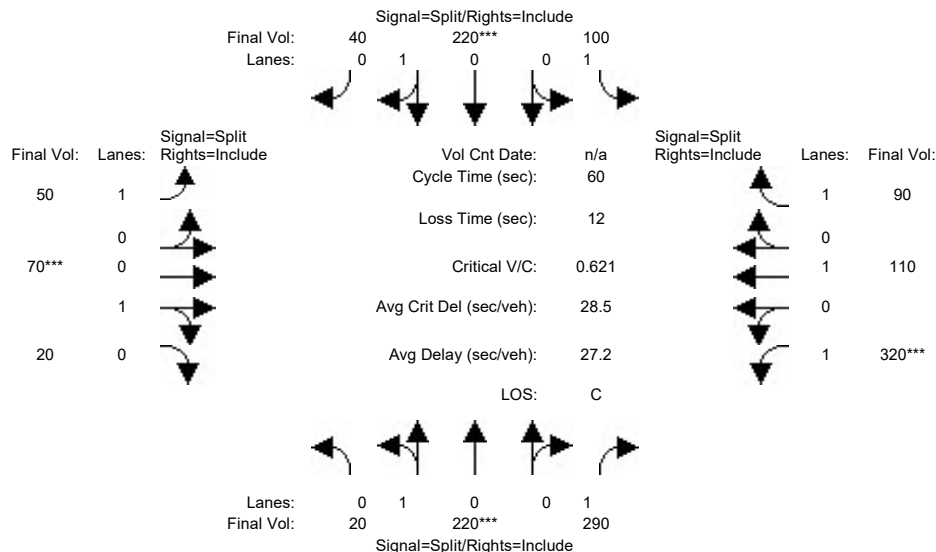 Signal=Split/Rights=Include
Final Vol: 40 220*** 100
Lanes: 0 1 0 0 1
Signal=Split
Final Vol: Lanes: Rights=Include
Vol Cnt Date: n/a
Signal=Split
Rights=Include Lanes: Final Vol:
Cycle Time (sec): 60
50 1
1 90
Loss Time (sec): 12
0
0
70*** 0
Critical V/C: 0.621
1 110
1
Avg Crit Del (sec/veh): 28.5
0
20 0
Avg Delay (sec/veh): 27.2
1 320***
LOS: C
Lanes: 0 1 0 0 1
Final Vol: 20 220*** 290
Signal=Split/Rights=Include